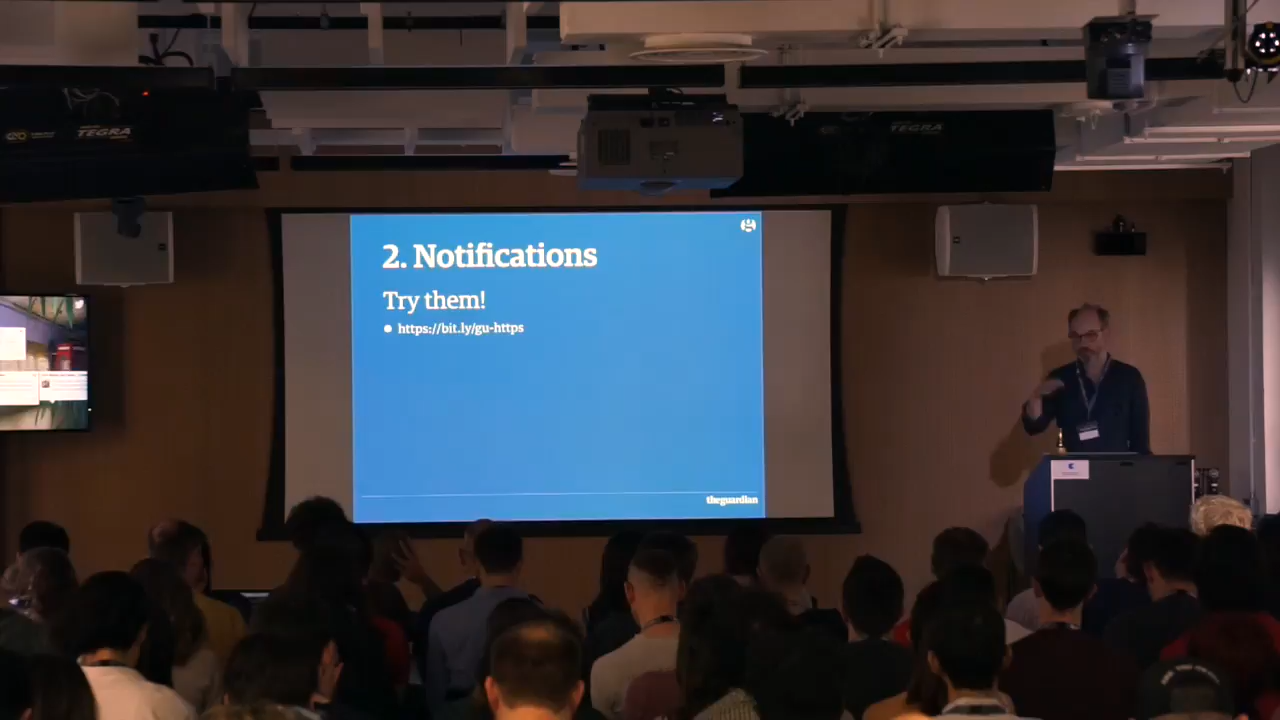 TEGRA
TEGRA
2. Notifications
Try them!
https://bit.ly/gu-https
theguardian